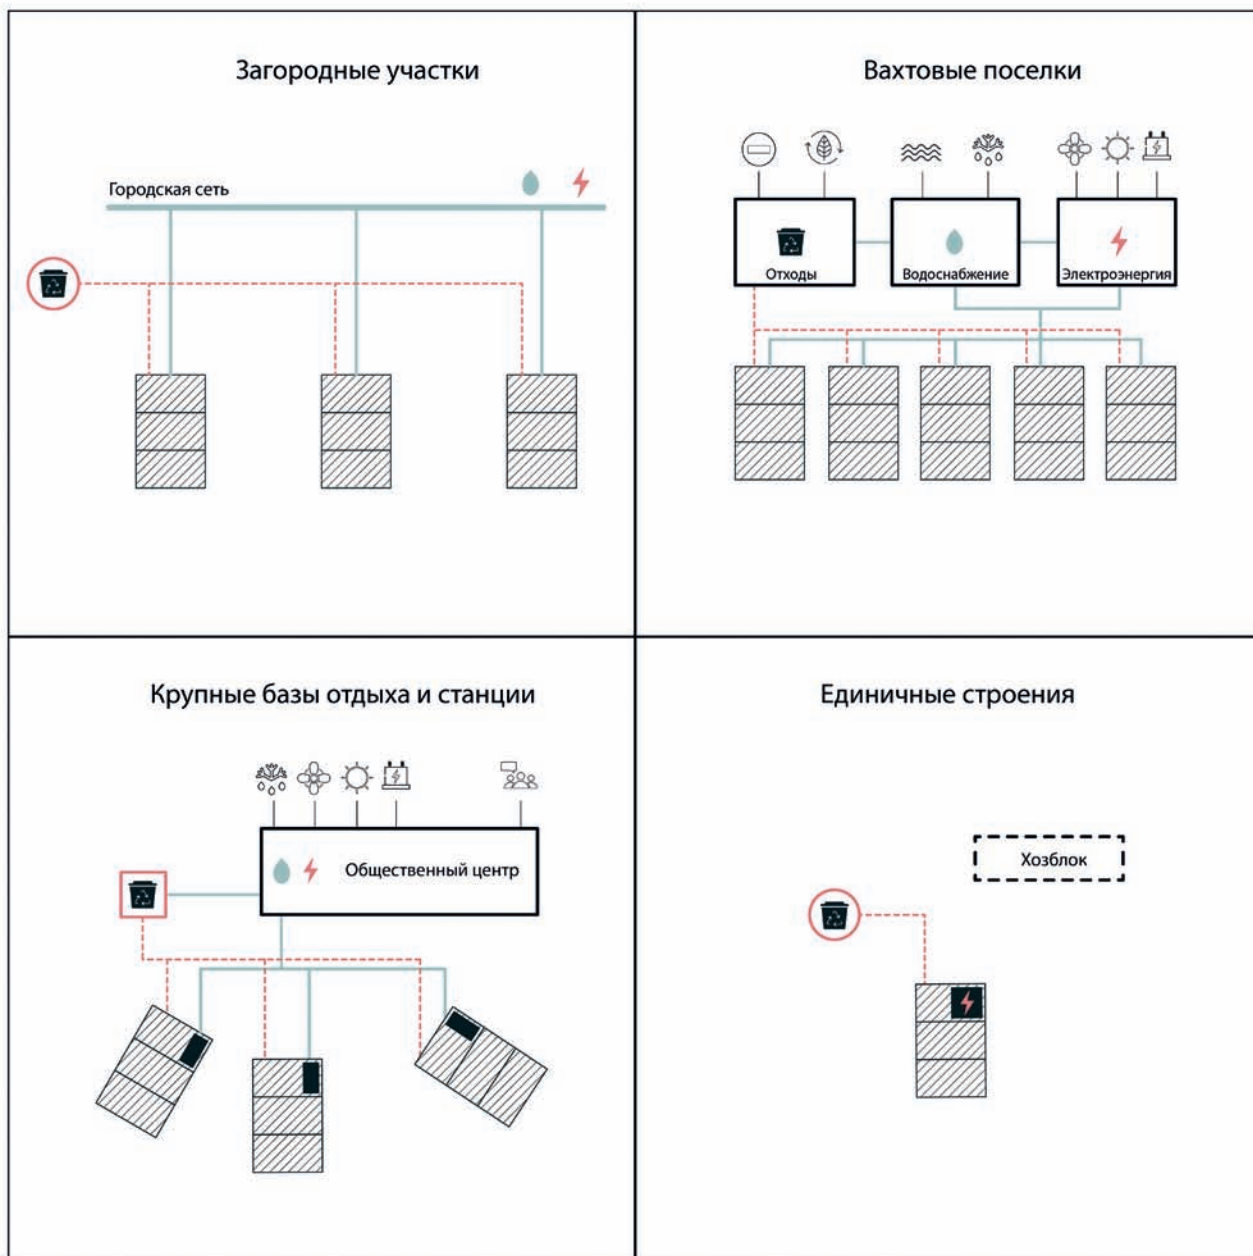 Загородные участки
Городская сеть
Вахтовые поселки
Отходы
Водоснабжение
Электроэнергия
Крупные базы отдыха и станции
Общественный центр
Единичные строения
Хозблок